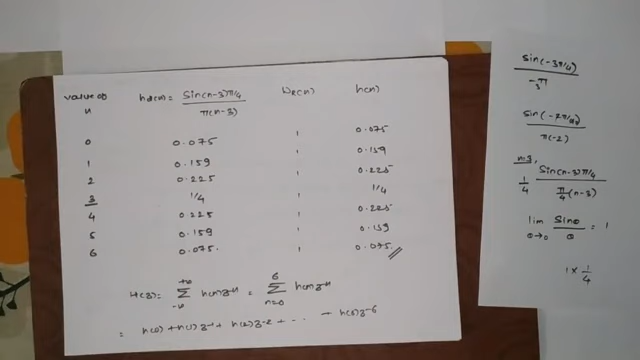 value of n hd(n) = sin(n-3)π/4 / π(n-3) WR(n) h(n)
0 0.075 1 0.075
1 0.159 1 0.159
2 0.225 1 0.225
3 1/4 1 1/4
4 0.225 1 0.225
5 0.159 1 0.159
6 0.075 1 0.075
H(z) = Σ h(n)z-n = Σ n=0 6 h(n)z-n
= h(0) + h(1)z-1 + h(2)z-2 + ... + h(6)z-6
sin(-3π/4) / -3π
π(-2)
n=3,
1/4 sin(n-3)π/4 / π/4(n-3)
lim θ→0 sinθ / θ = 1
1 x 1/4